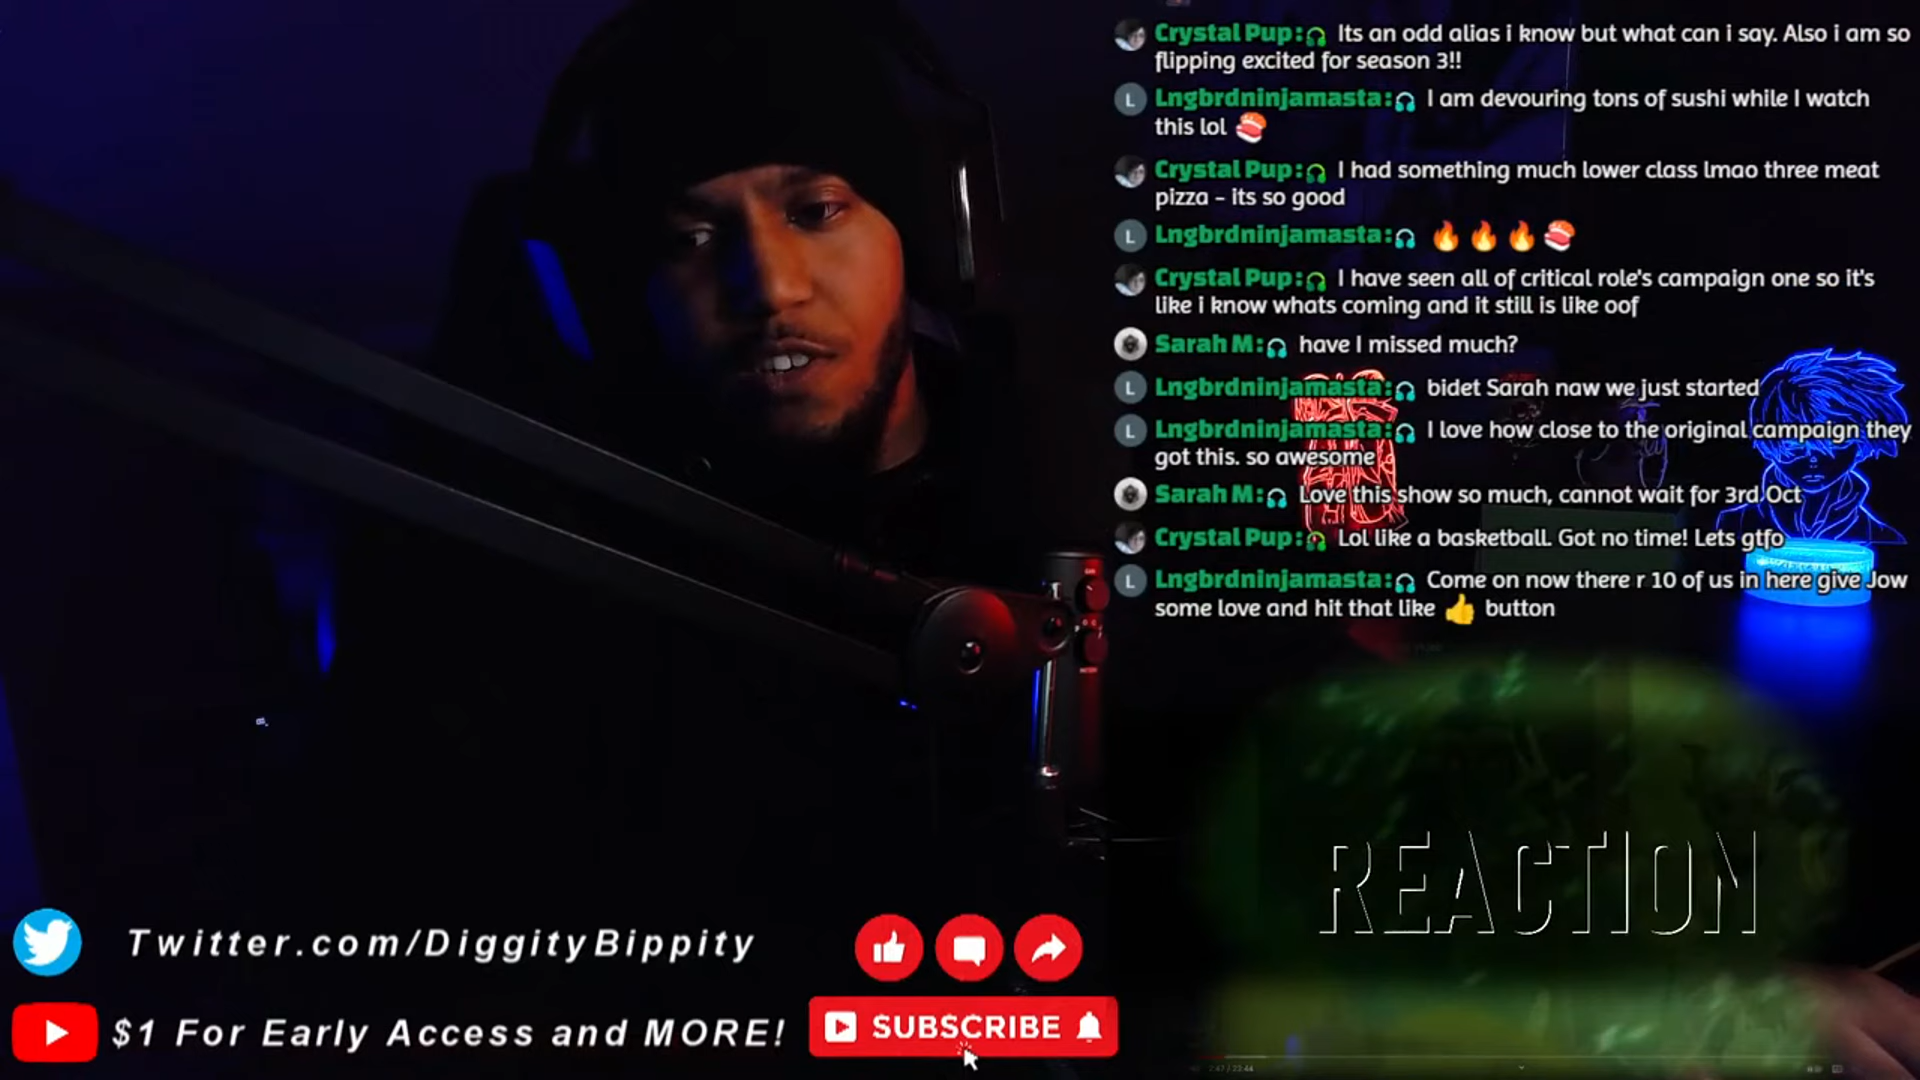 Crystal Pup: Its an odd alias i know but what can i say. Also i am so
flipping excited for season 3!!
L Lngbrdninjamasta: I am devouring tons of sushi while I watch
this lol 🍣
Crystal Pup: I had something much lower class lmao three meat
pizza - its so good
L Lngbrdninjamasta: 🔥 🔥 🔥 🍣
Crystal Pup: I have seen all of critical role's campaign one so it's
like i know whats coming and it still is like oof
Sarah M: have I missed much?
L Lngbrdninjamasta: bidet Sarah naw we just started
L Lngbrdninjamasta: I love how close to the original campaign they
got this. so awesome
Sarah M: Love this show so much, cannot wait for 3rd Oct
Crystal Pup: Lol like a basketball. Got no time! Lets gtfo
L Lngbrdninjamasta: Come on now there r 10 of us in here give Jow
some love and hit that like 👍 button
REACTION
Twitter.com/DiggityBippity
$1 For Early Access and MORE!
SUBSCRIBE
2:47 / 23:44